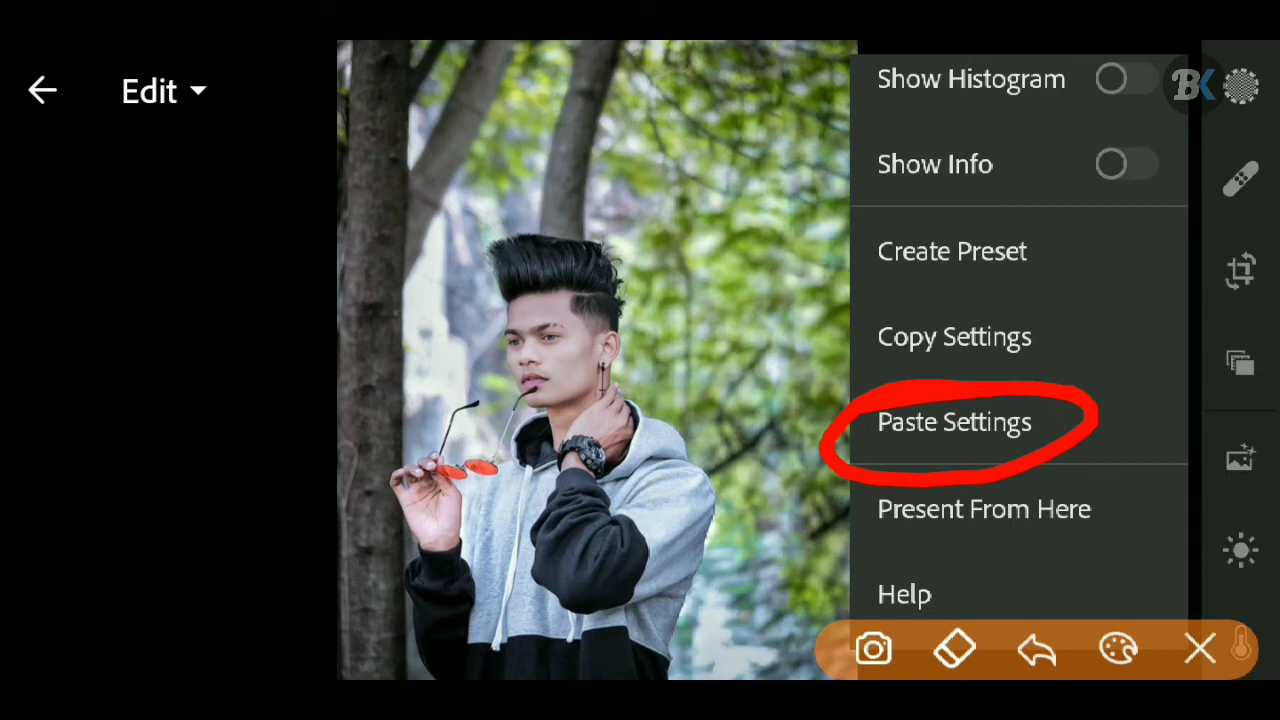 Edit
Show Histogram
BK
Show Info
Create Preset
Copy Settings
Paste Settings
Present From Here
Help